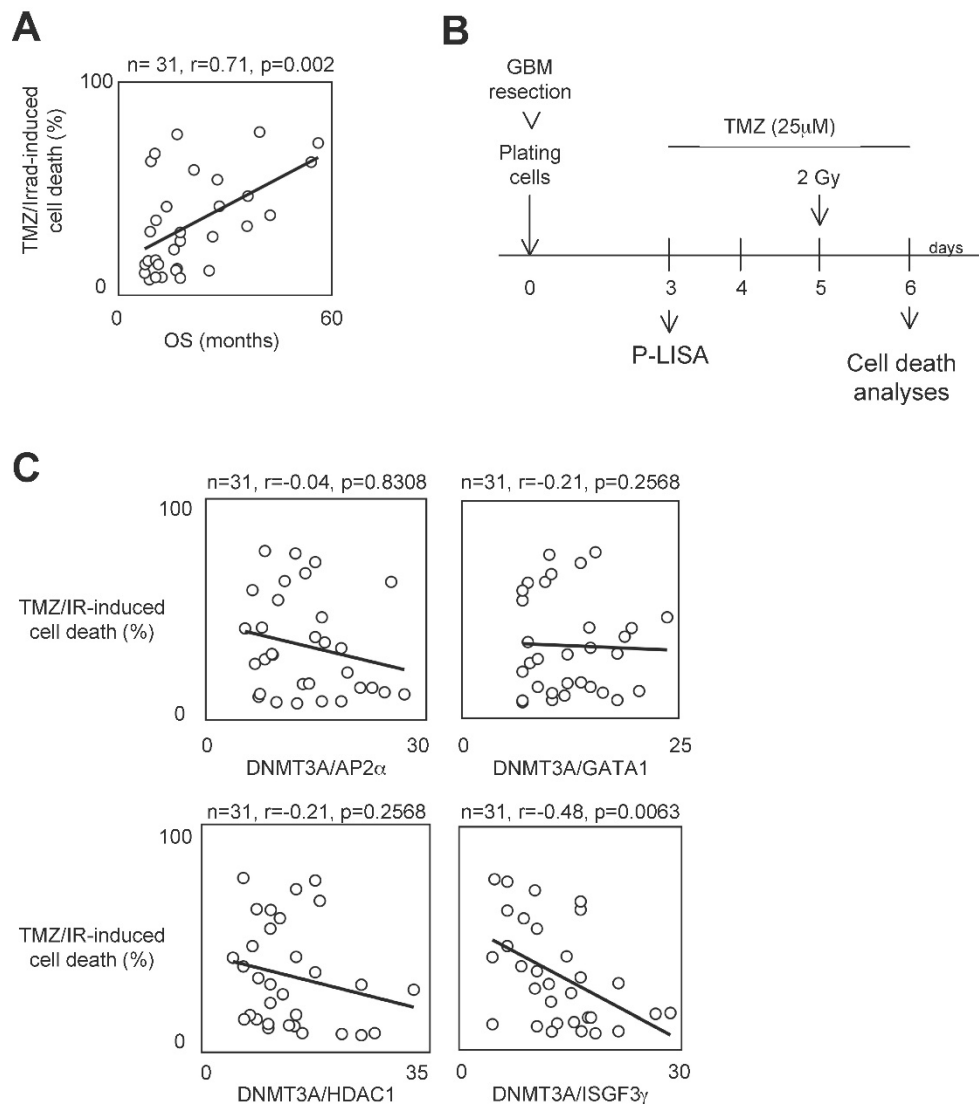 A
n= 31, r=0.71, p=0.002
100
TMZ/Irrad-induced
cell death (%)
0
0
60
OS (months)
B
GBM
resection
Plating
cells
TMZ (25μM)
2 Gy
days
0
3
4
5
6
P-LISA
Cell death
analyses
C
n=31, r=-0.04, p=0.8308
100
TMZ/IR-induced
cell death (%)
0
0
30
DNMT3A/AP2α
n=31, r=-0.21, p=0.2568
0
25
DNMT3A/GATA1
n=31, r=-0.21, p=0.2568
100
TMZ/IR-induced
cell death (%)
0
0
35
DNMT3A/HDAC1
n=31, r=-0.48, p=0.0063
0
30
DNMT3A/ISGF3γ